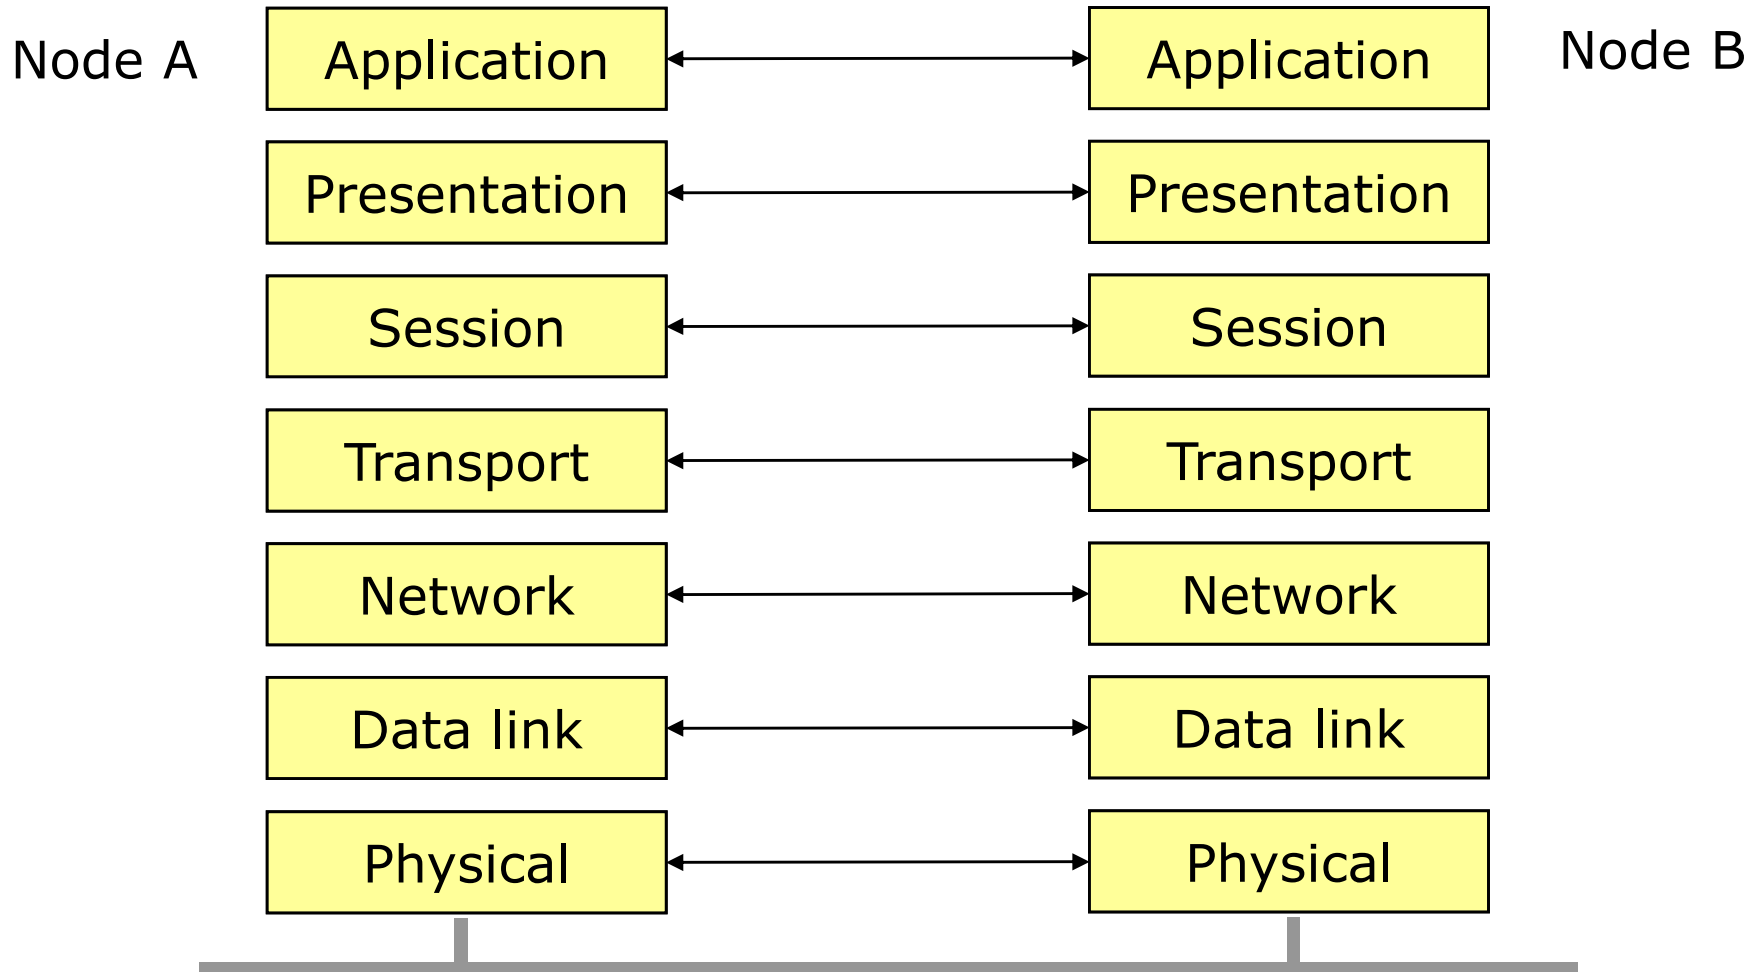 Node A
Application
Application
Node B
Presentation
Presentation
Session
Session
Transport
Transport
Network
Network
Data link
Data link
Physical
Physical